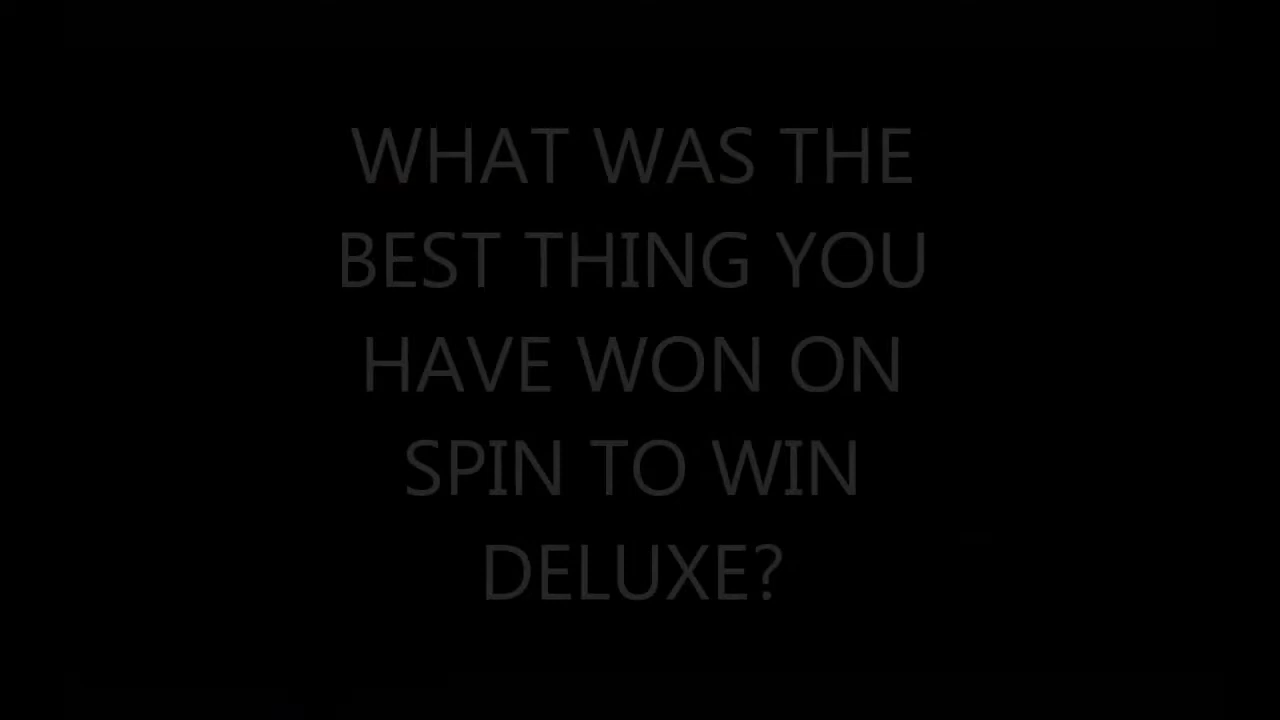 WHAT WAS THE
BEST THING YOU
HAVE WON ON
SPIN TO WIN
DELUXE?